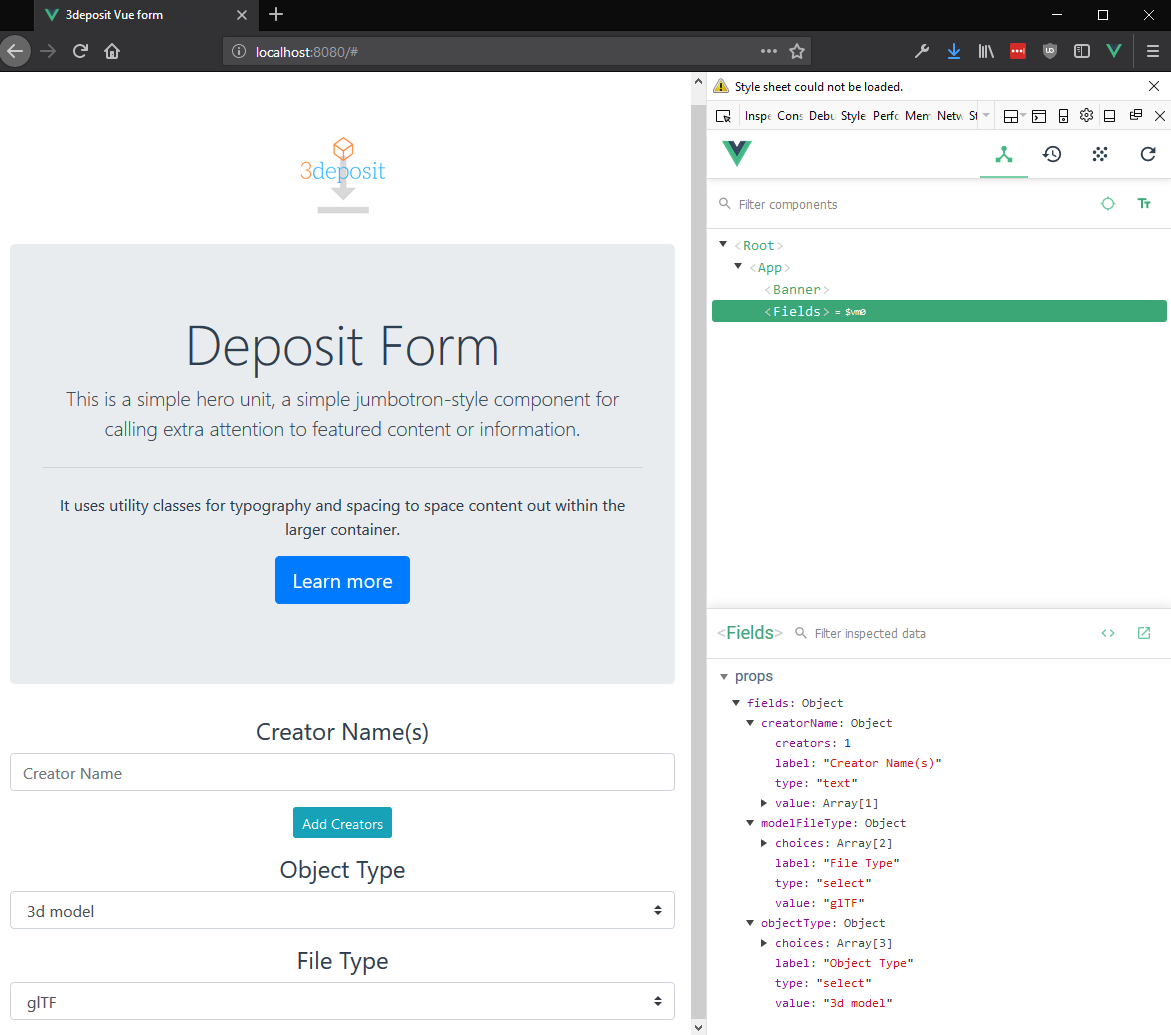 3deposit Vue form
localhost:8080/#
3deposit
Deposit Form
This is a simple hero unit, a simple jumbotron-style component for
calling extra attention to featured content or information.
It uses utility classes for typography and spacing to space content out within the
larger container.
Learn more
Creator Name(s)
Creator Name
Add Creators
Object Type
3d model
File Type
glTF
Style sheet could not be loaded.
Inspe Cons Debu Style Perfc Mem Netw St
Filter components
Tr
<Root>
<App>
<Banner>
<Fields> = $vm0
<Fields> Filter inspected data
props
fields: Object
creatorName: Object
creators: 1
label: "Creator Name(s)"
type: "text"
value: Array[1]
modelFileType: Object
choices: Array[2]
label: "File Type"
type: "select"
value: "glTF"
objectType: Object
choices: Array[3]
label: "Object Type"
type: "select"
value: "3d model"